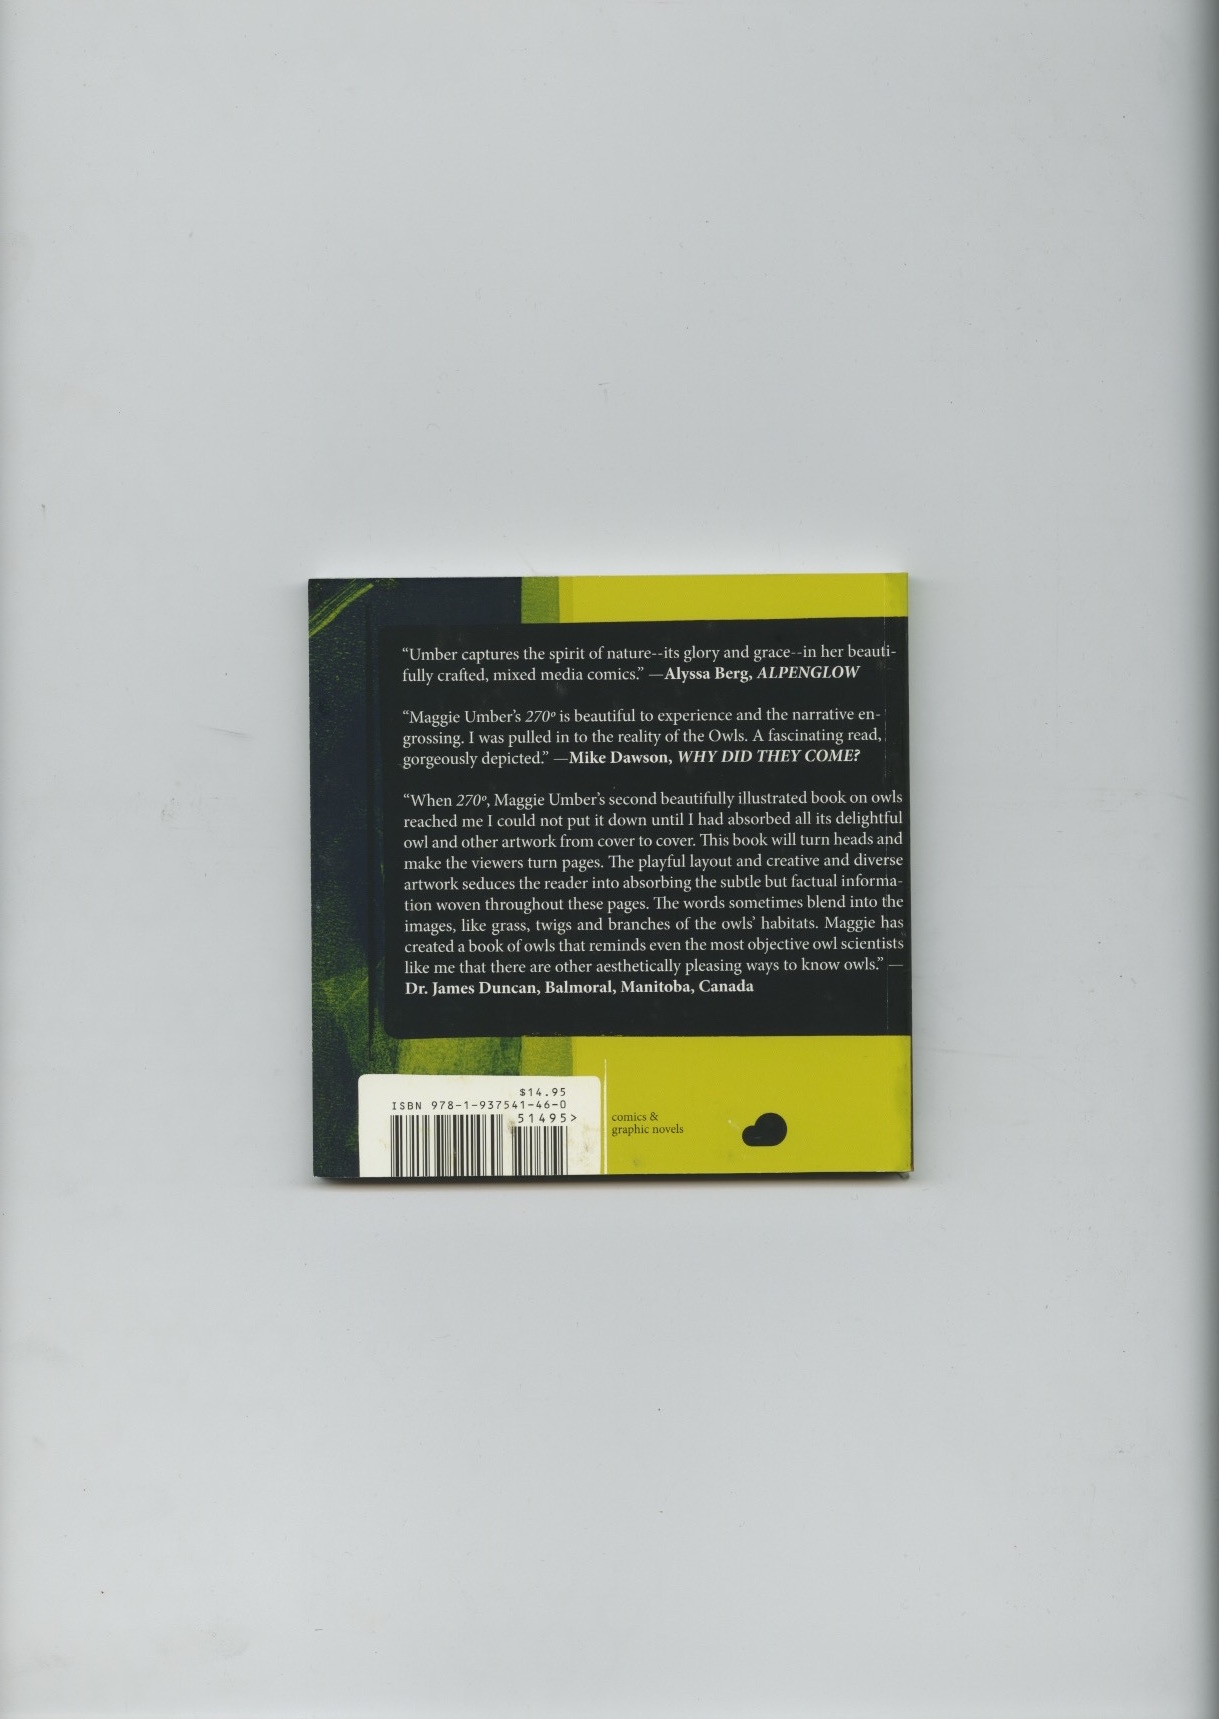 “Umber captures the spirit of nature--its glory and grace--in her beauti-
fully crafted, mixed media comics.” —Alyssa Berg, ALPENGLOW
“Maggie Umber’s 270º is beautiful to experience and the narrative en-
grossing. I was pulled in to the reality of the Owls. A fascinating read,
gorgeously depicted.” —Mike Dawson, WHY DID THEY COME?
“When 270º, Maggie Umber’s second beautifully illustrated book on owls
reached me I could not put it down until I had absorbed all its delightful
owl and other artwork from cover to cover. This book will turn heads and
make the viewers turn pages. The playful layout and creative and diverse
artwork seduces the reader into absorbing the subtle but factual informa-
tion woven throughout these pages. The words sometimes blend into the
images, like grass, twigs and branches of the owls’ habitats. Maggie has
created a book of owls that reminds even the most objective owl scientists
like me that there are other aesthetically pleasing ways to know owls.” —
Dr. James Duncan, Balmoral, Manitoba, Canada
$14.95
ISBN 978-1-937541-46-0
51495>
comics &
graphic novels